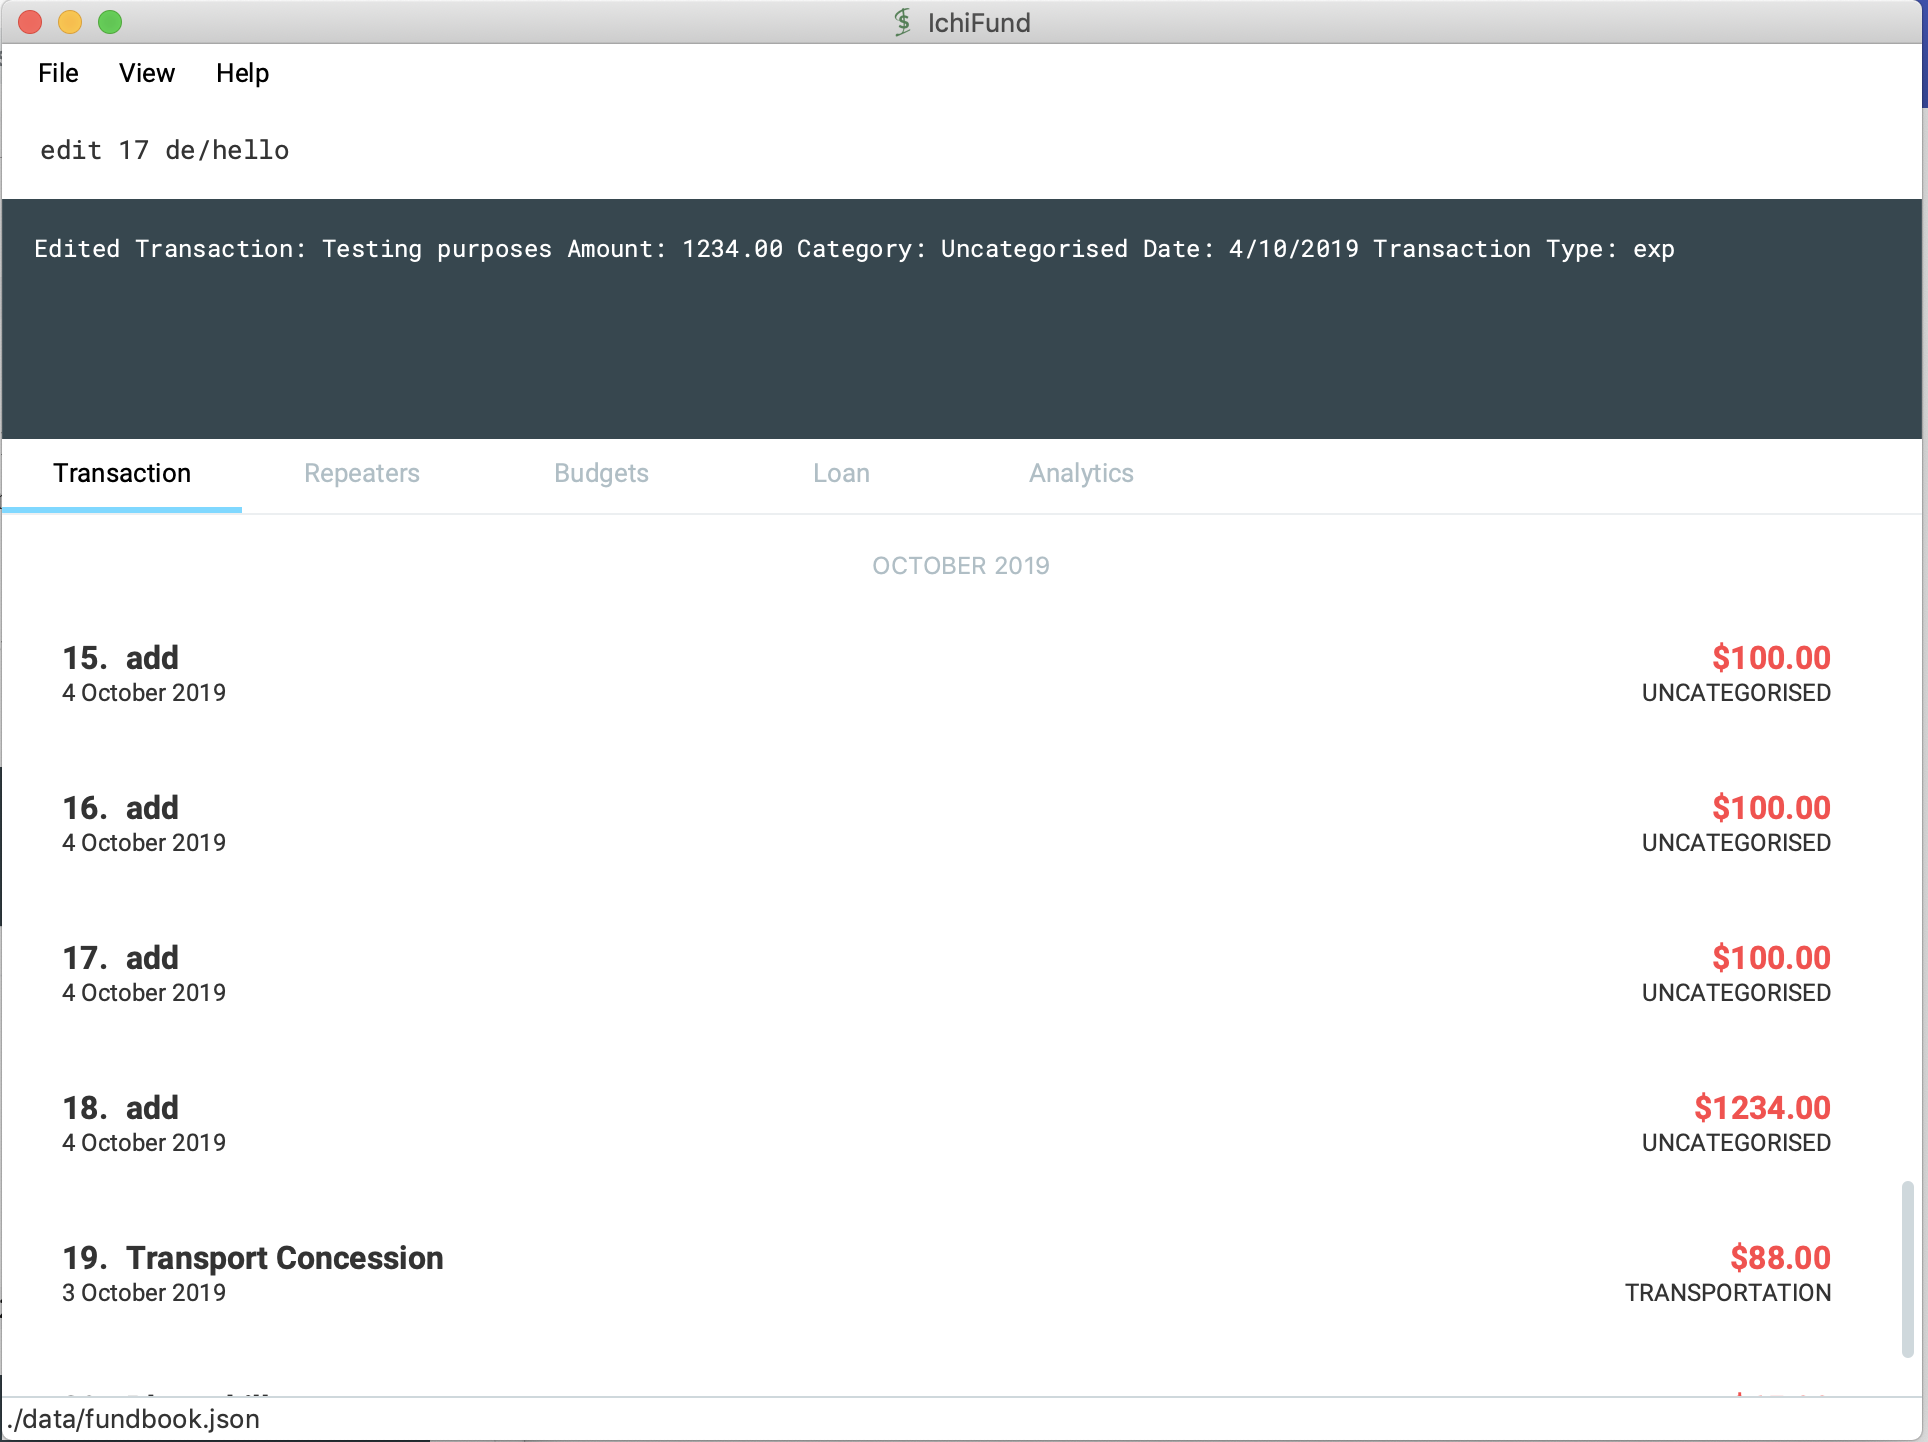 IchiFund
File View Help
edit 17 de/hello
Edited Transaction: Testing purposes Amount: 1234.00 Category: Uncategorised Date: 4/10/2019 Transaction Type: exp
Transaction Repeaters Budgets Loan Analytics
OCTOBER 2019
15. add $100.00
4 October 2019 UNCATEGORISED
16. add $100.00
4 October 2019 UNCATEGORISED
17. add $100.00
4 October 2019 UNCATEGORISED
18. add $1234.00
4 October 2019 UNCATEGORISED
19. Transport Concession $88.00
3 October 2019 TRANSPORTATION
./data/fundbook.json